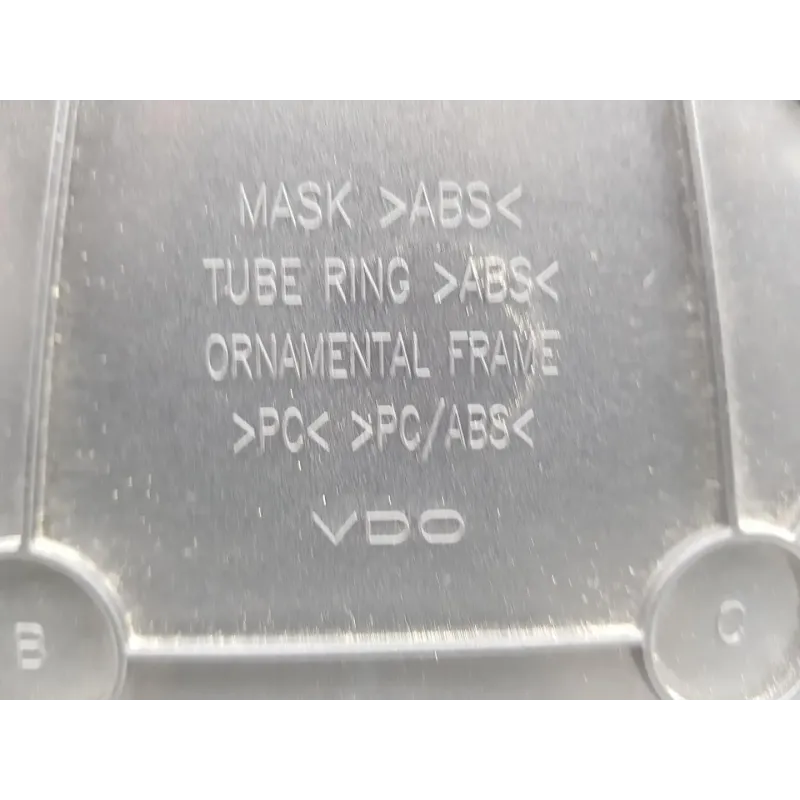 MASK >ABS<
TUBE RING >ABS<
ORNAMENTAL FRAME
>PC< >PC/ABS<
VDO
B
C